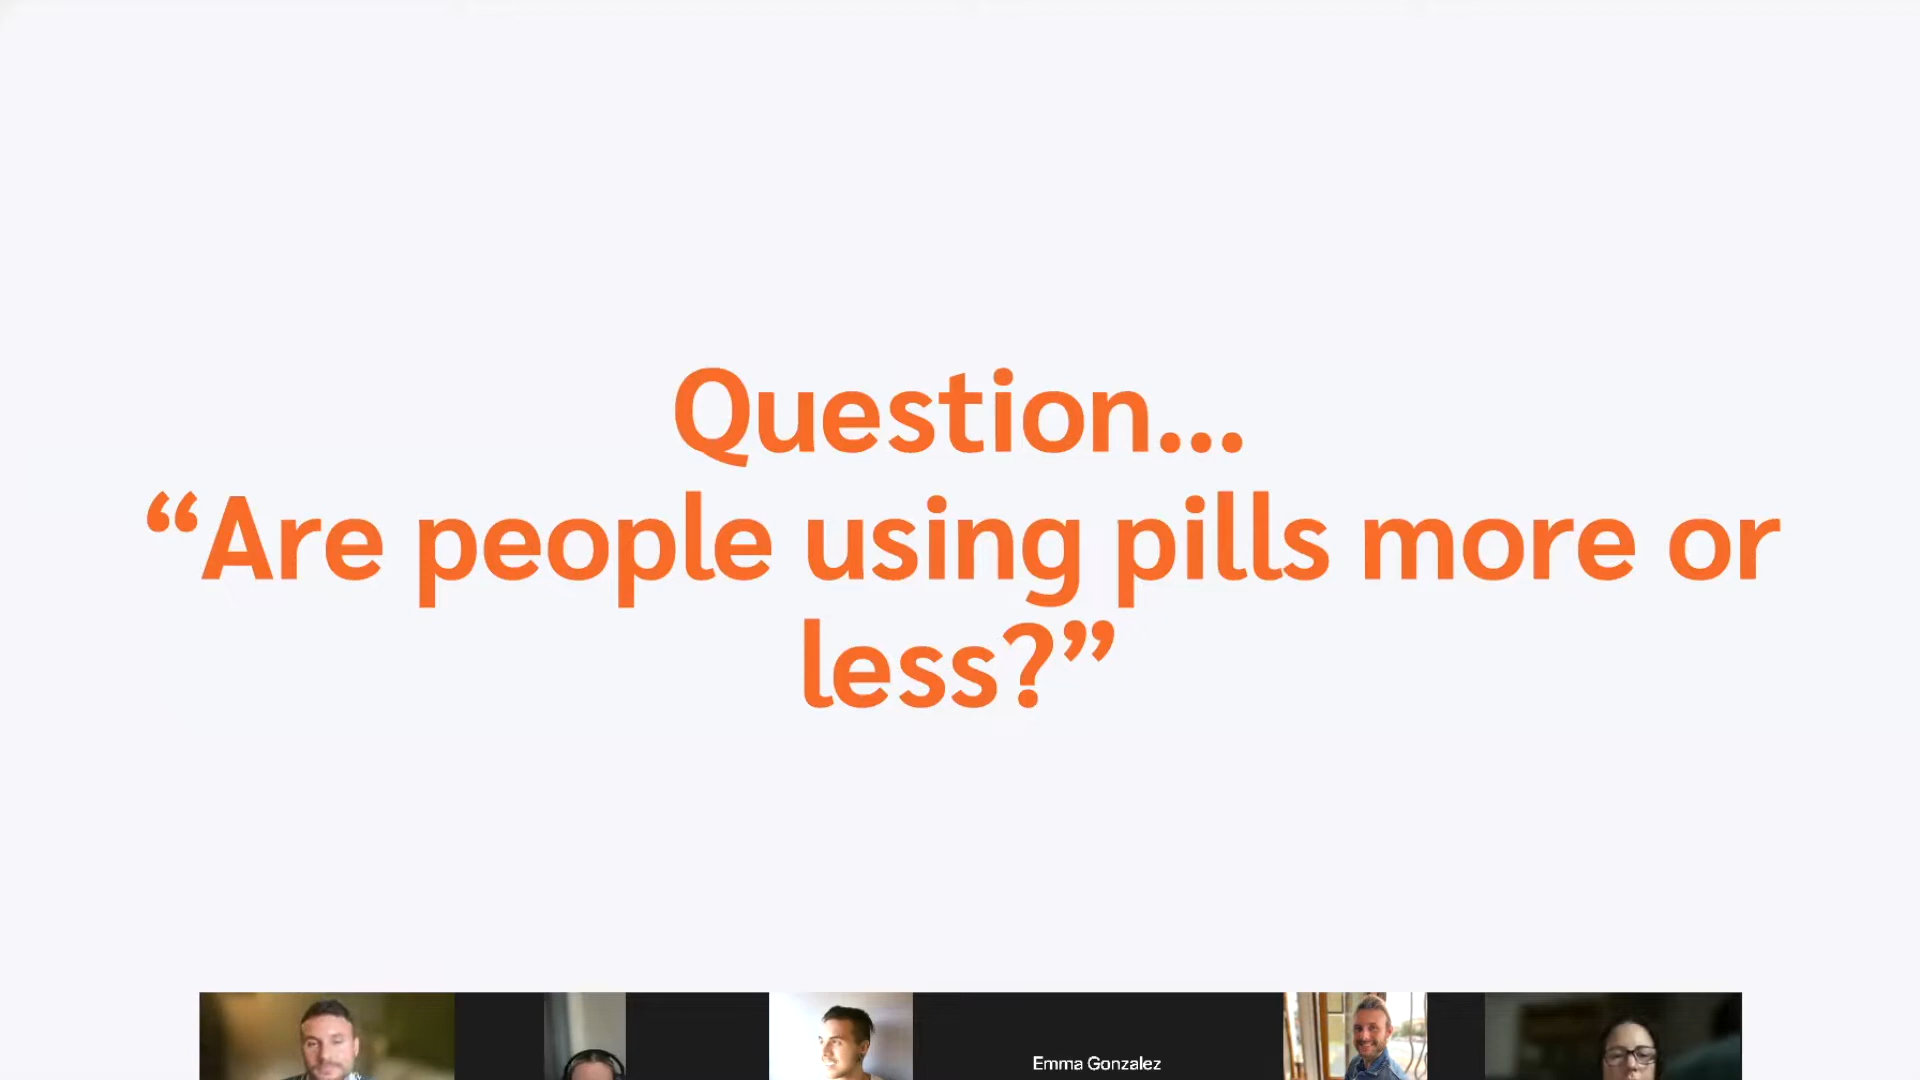 Question...
“Are people using pills more or
less?”
Emma Gonzalez